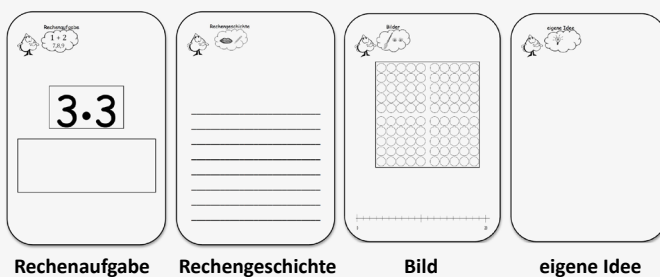 Rechenaufgabe
1 + 2
7,8,9
3·3
Rechengeschichte
Bilder
eigene Idee
Rechenaufgabe
Rechengeschichte
Bild
eigene Idee